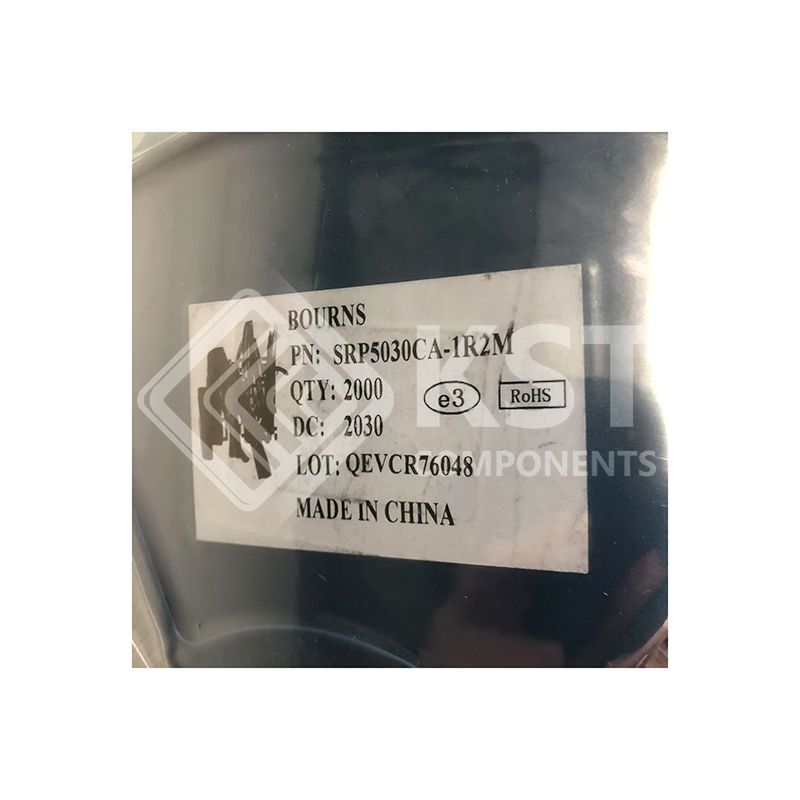 BOURNS
PN: SRP5030CA-1R2M
QTY: 2000
e3
RoHS
DC: 2030
LOT: QEVCR76048
MADE IN CHINA
KST
COMPONENTS